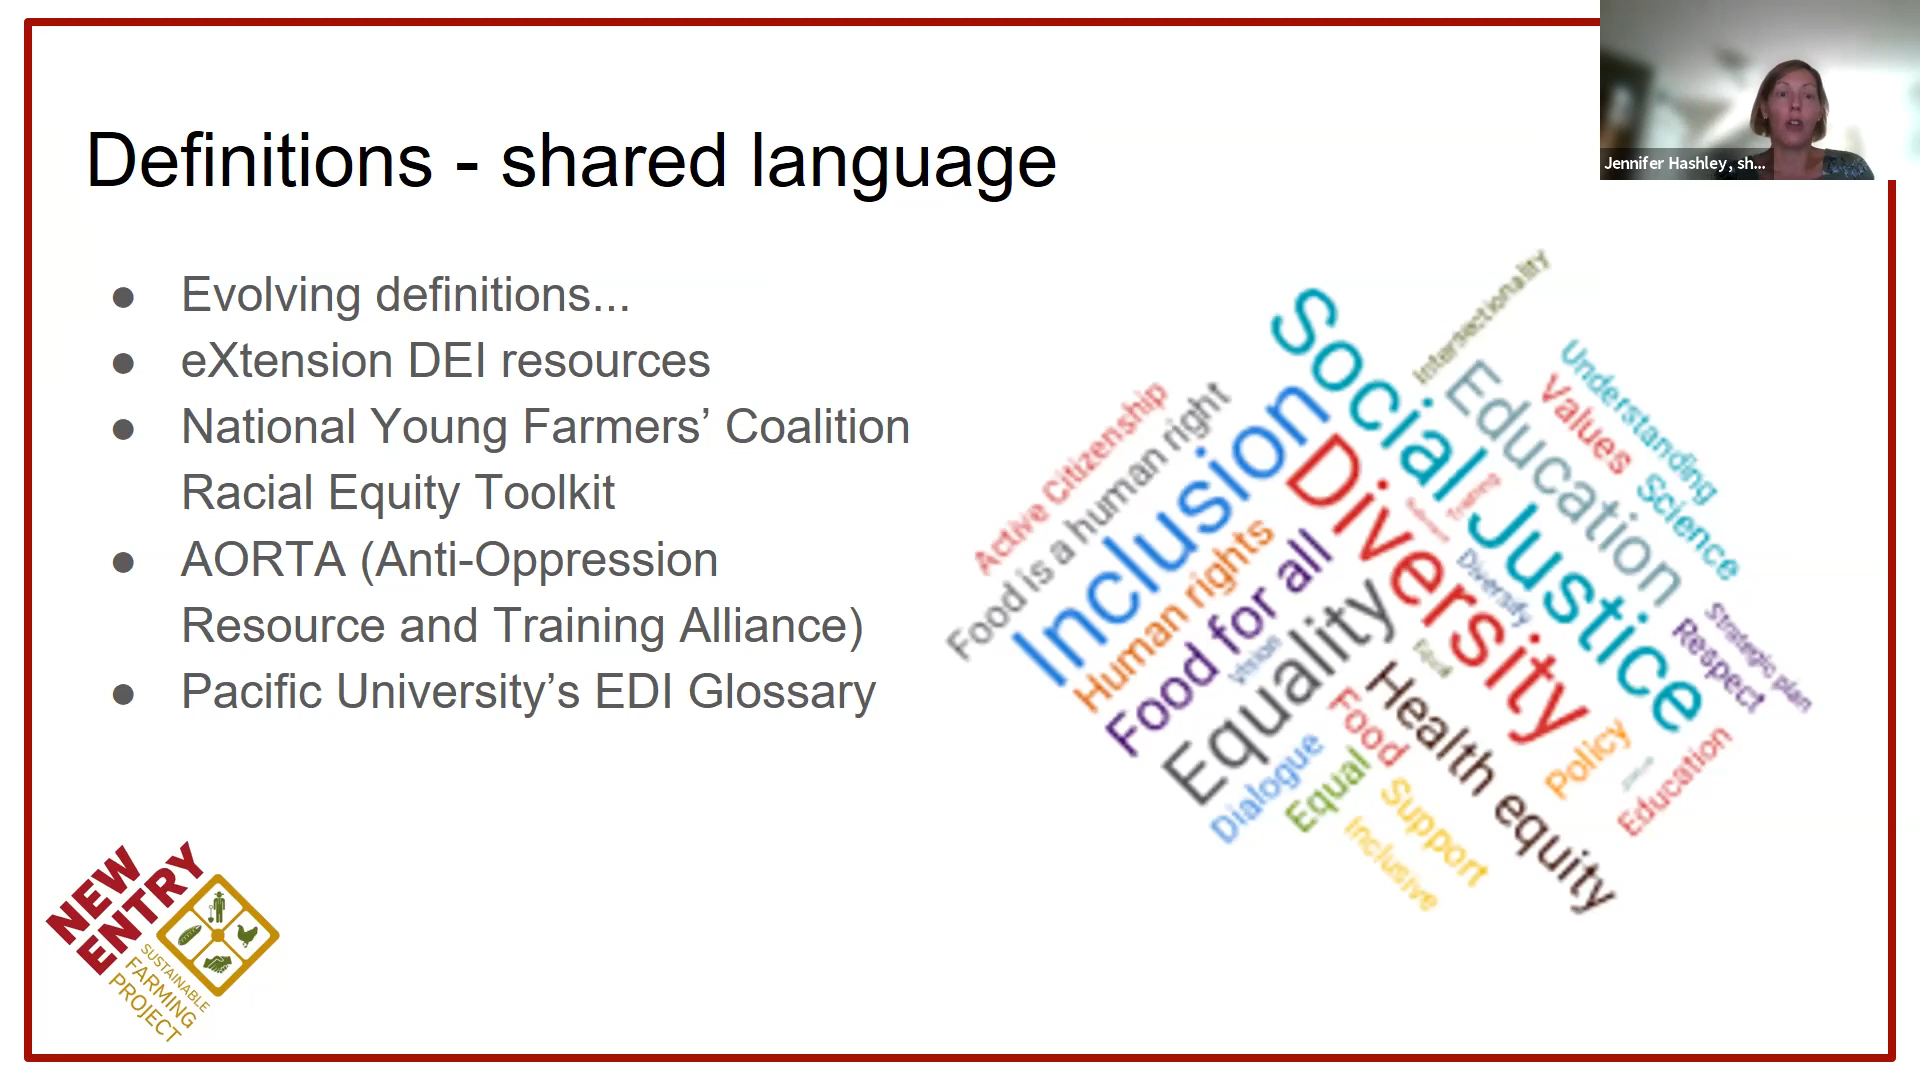 Jennifer Hashley, sh...
Definitions - shared language
● Evolving definitions...
● eXtension DEI resources
● National Young Farmers’ Coalition
Racial Equity Toolkit
● AORTA (Anti-Oppression
Resource and Training Alliance)
● Pacific University’s EDI Glossary
Intersectionality
Social Justice
Understanding
Values
Education
Science
Active Citizenship
Food is a human right
Inclusion
Diversity
Human rights
Food for all
Diversify
Vision
Equality
Strategic plan
Respect
Health equity
Food
Policy
Education
Dialogue
Equal
Support
Inclusive
NEW
ENTRY
SUSTAINABLE
FARMING
PROJECT